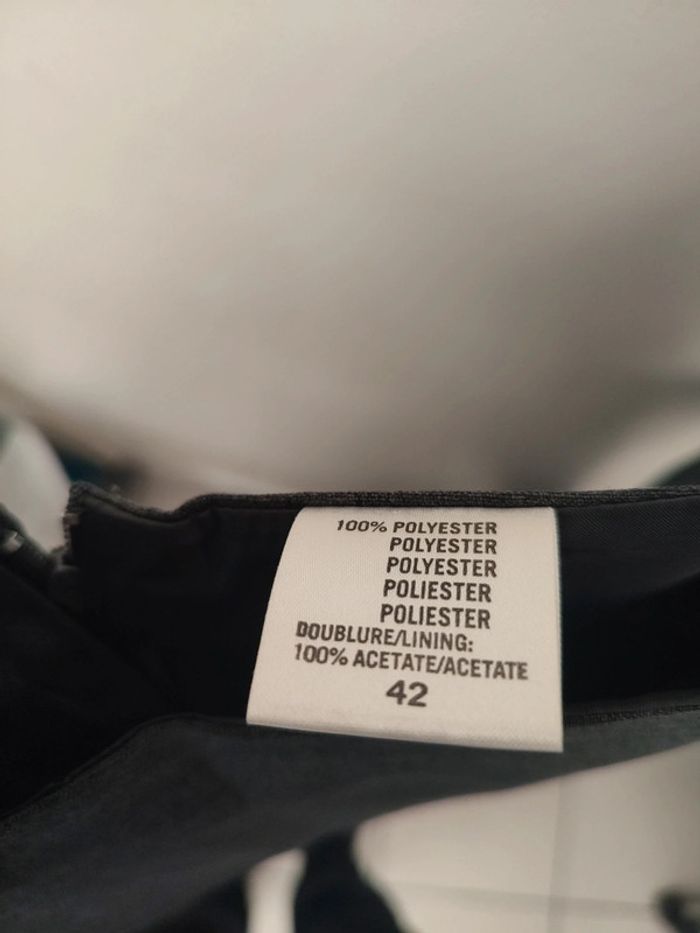 100% POLYESTER
POLYESTER
POLYESTER
POLIESTER
POLIESTER
DOUBLURE/LINING:
100% ACETATE/ACETATE
42